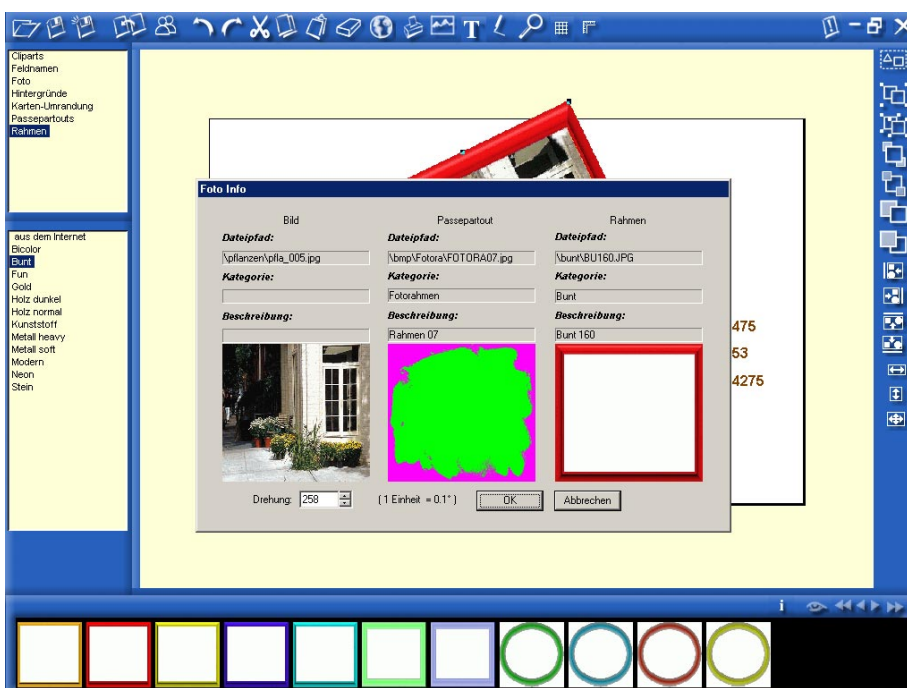 T
Cliparts
Feldnamen
Foto
Hintergründe
Karten-Umrandung
Passepartouts
Rahmen
aus dem Internet
Bicolor
Bunt
Fun
Gold
Holz dunkel
Holz normal
Kunststoff
Metall heavy
Metall soft
Modern
Neon
Stein
Foto Info
Bild Passepartout Rahmen
Dateipfad: Dateipfad: Dateipfad:
\pflanzen\pfla_005.jpg \bmp\Fotora\FOTORA07.jpg \bunt\BU160.JPG
Kategorie: Kategorie: Kategorie:
Fotorahmen Bunt
Beschreibung: Beschreibung: Beschreibung:
Rahmen 07 Bunt 160
Drehung: 258 ( 1 Einheit = 0.1° ) OK Abbrechen
475
53
4275
i